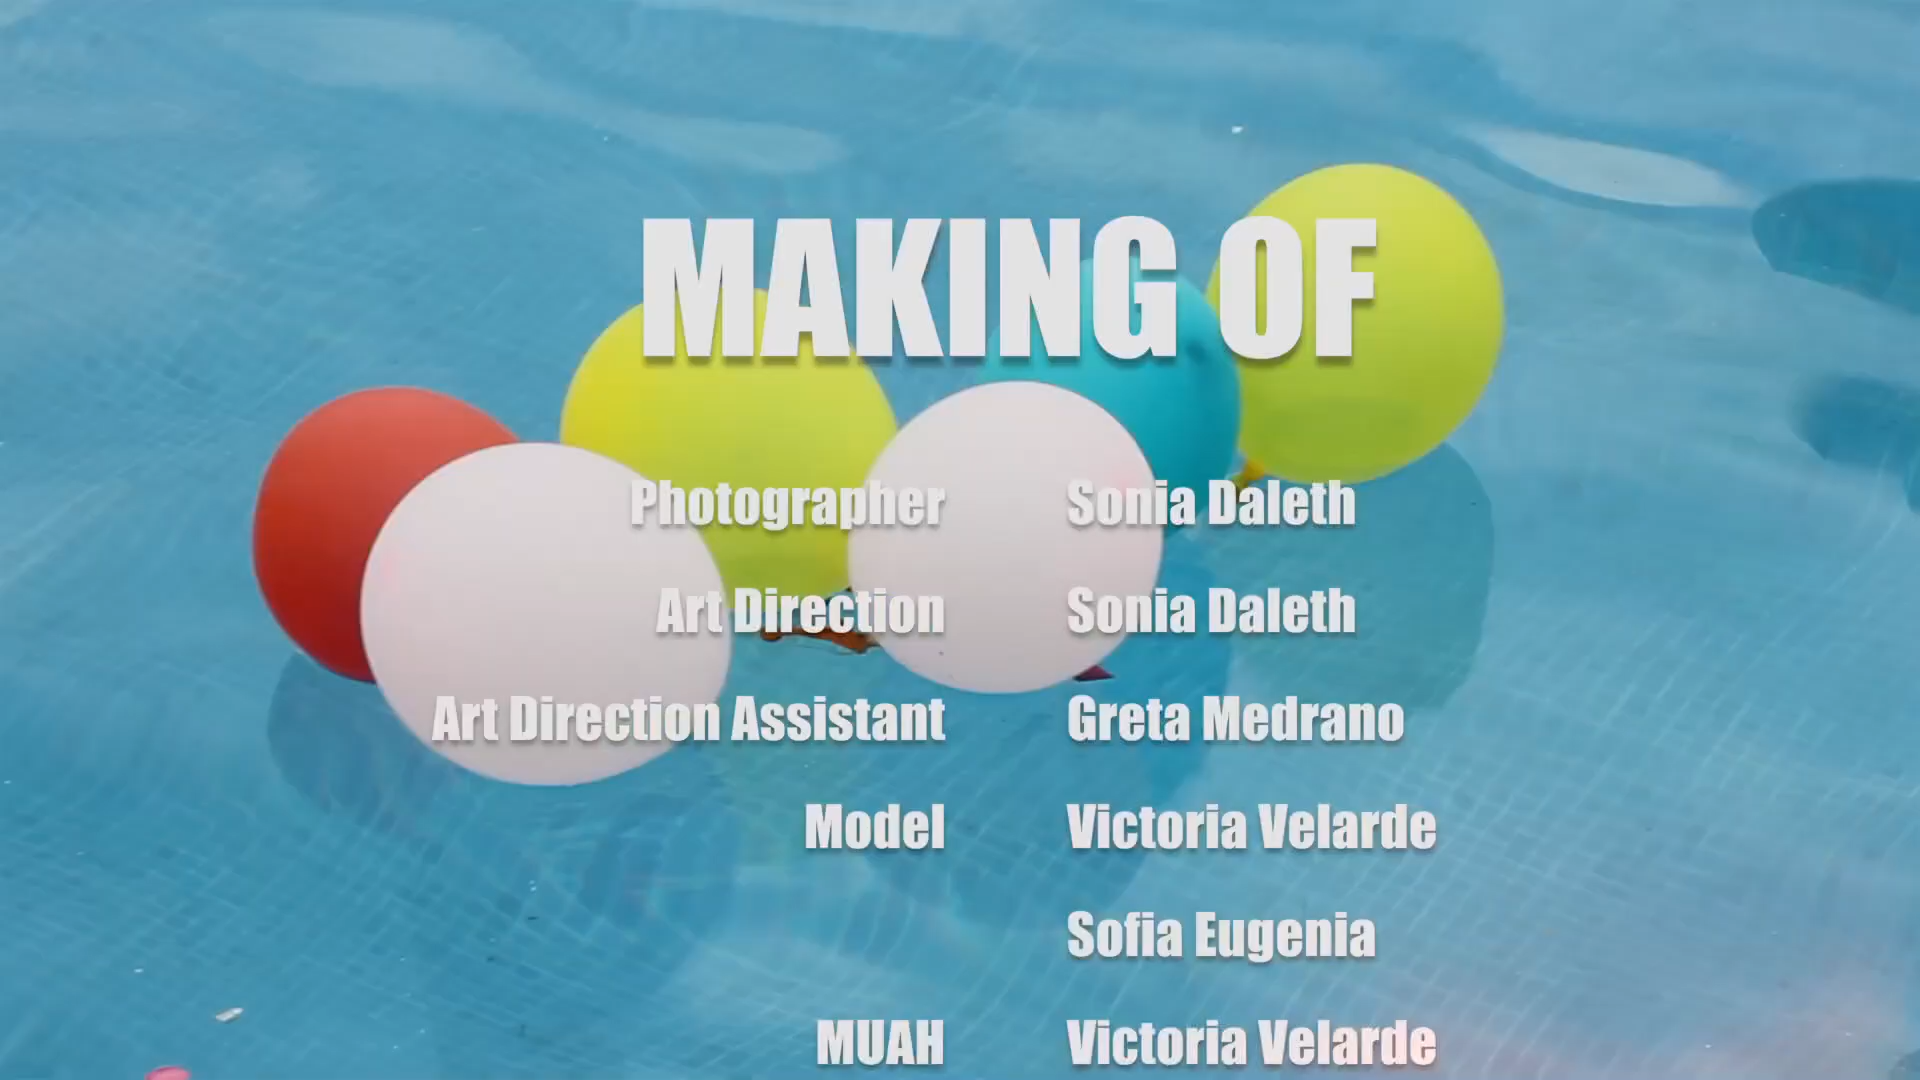 MAKING OF
Photographer Sonia Daleth
Art Direction Sonia Daleth
Art Direction Assistant Greta Medrano
Model Victoria Velarde
Sofia Eugenia
MUAH Victoria Velarde